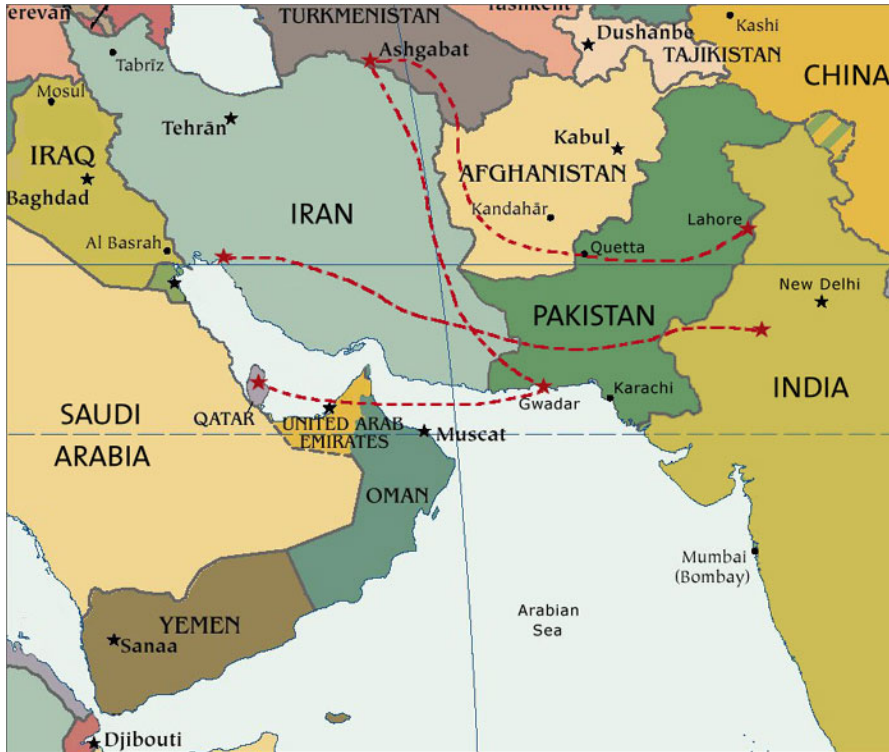 erevan
TURKMENISTAN
Tashkent
Kashi
Dushanbe
Ashgabat
TAJIKISTAN
Tabrīz
CHINA
Mosul
Tehrān
Kabul
IRAQ
AFGHANISTAN
Baghdad
IRAN
Kandahār
Lahore
Al Basrah
Quetta
New Delhi
PAKISTAN
INDIA
Karachi
Gwadar
QATAR
SAUDI
ARABIA
UNITED ARAB
EMIRATES
Muscat
OMAN
Mumbai
(Bombay)
Arabian
Sea
YEMEN
Sanaa
Djibouti